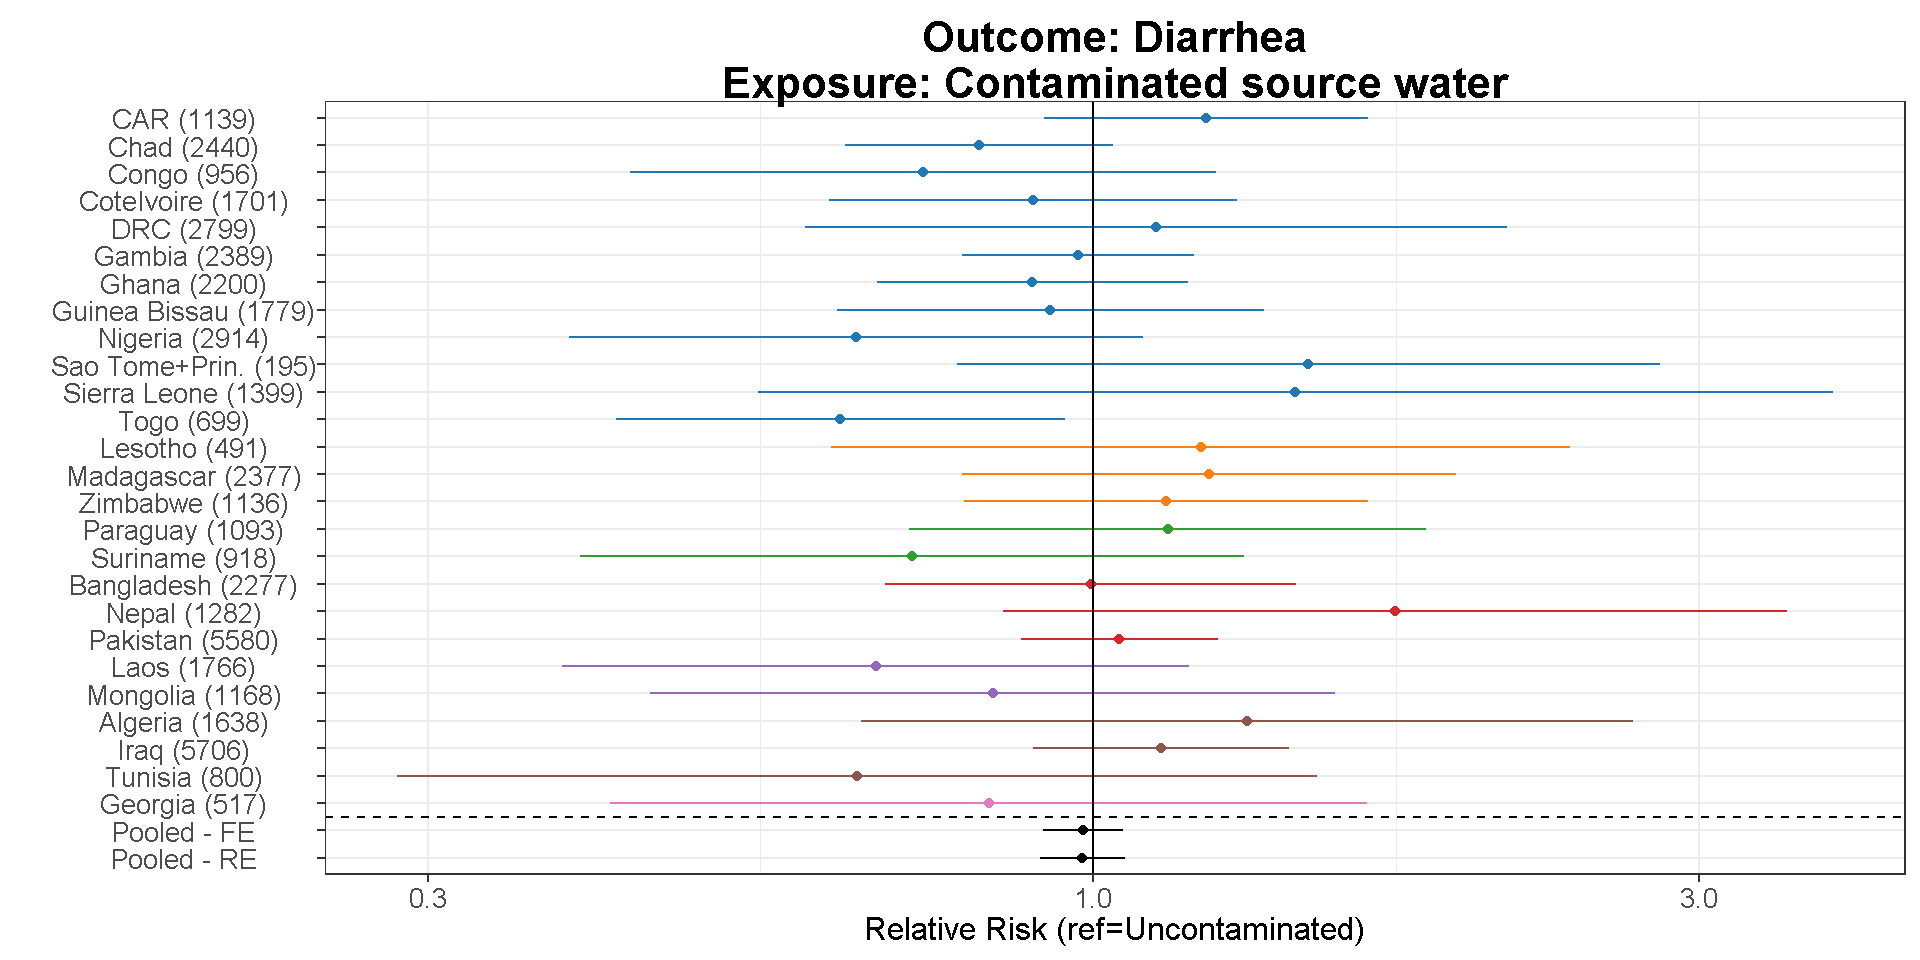 Outcome: Diarrhea
Exposure: Contaminated source water
CAR (1139)
Chad (2440)
Congo (956)
CoteIvoire (1701)
DRC (2799)
Gambia (2389)
Ghana (2200)
Guinea Bissau (1779)
Nigeria (2914)
Sao Tome+Prin. (195)
Sierra Leone (1399)
Togo (699)
Lesotho (491)
Madagascar (2377)
Zimbabwe (1136)
Paraguay (1093)
Suriname (918)
Bangladesh (2277)
Nepal (1282)
Pakistan (5580)
Laos (1766)
Mongolia (1168)
Algeria (1638)
Iraq (5706)
Tunisia (800)
Georgia (517)
Pooled - FE
Pooled - RE
0.3 1.0 3.0
Relative Risk (ref=Uncontaminated)